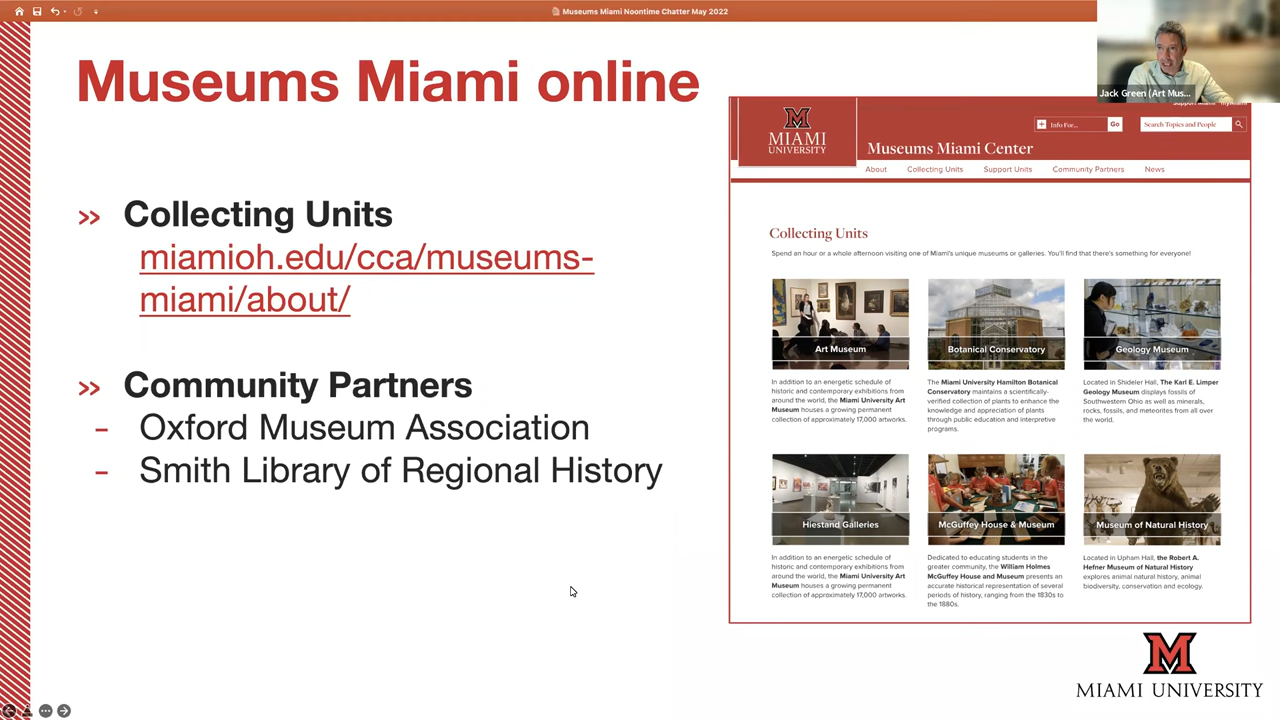 Museums Miami Noontime Chatter May 2022
Jack Green (Art Mus...
Museums Miami online
» Collecting Units
miamioh.edu/cca/museums-
miami/about/
» Community Partners
- Oxford Museum Association
- Smith Library of Regional History
MIAMI
UNIVERSITY
Info For...
Go
Search Topics and People
Museums Miami Center
About
Collecting Units
Support Units
Community Partners
News
Collecting Units
Spend an hour or a whole afternoon visiting one of Miami's unique museums or galleries. You'll find that there's something for everyone!
Art Museum
In addition to an energetic schedule of
historic and contemporary exhibitions from
around the world, the Miami University Art
Museum houses a growing permanent
collection of approximately 17,000 artworks.
Botanical Conservatory
The Miami University Hamilton Botanical
Conservatory maintains a scientifically-
verified collection of plants to enhance the
knowledge and appreciation of plants
through public education and interpretive
programs.
Geology Museum
Located in Shideler Hall, The Karl E. Limper
Geology Museum displays fossils of
Southwestern Ohio as well as minerals,
rocks, fossils, and meteorites from all over
the world.
Hiestand Galleries
In addition to an energetic schedule of
historic and contemporary exhibitions from
around the world, the Miami University Art
Museum houses a growing permanent
collection of approximately 17,000 artworks.
McGuffey House & Museum
Dedicated to educating students in the
greater community, the William Holmes
McGuffey House and Museum presents an
accurate historical representation of several
periods of history, ranging from the 1830s to
the 1880s.
Museum of Natural History
Located in Upham Hall, the Robert A.
Hefner Museum of Natural History
explores animal natural history, animal
biodiversity, conservation and ecology.
M
MIAMI UNIVERSITY